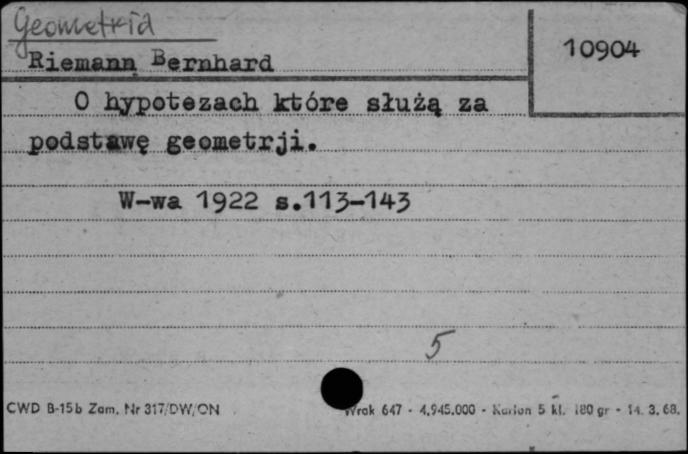 Geometria
10904
Riemann Bernhard
O hypotezach które służą za
podstawę geometrji.
W-wa 1922 s.113-143
5
CWD B-15b Zam. Nr 317/DW/ON
Wrak 647 - 4.945.000 - Karton 5 kl. 180 gr - 14. 3. 68.